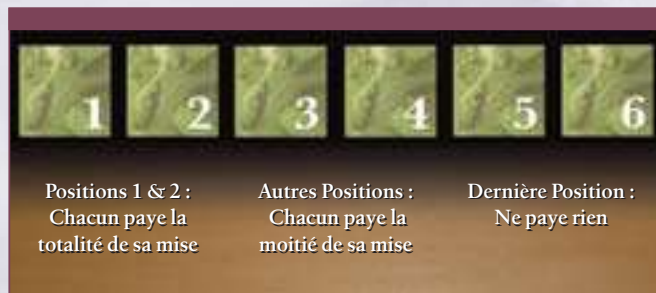 1 2 3 4 5 6
Positions 1 & 2 :
Chacun paye la
totalité de sa mise
Autres Positions :
Chacun paye la
moitié de sa mise
Dernière Position :
Ne paye rien